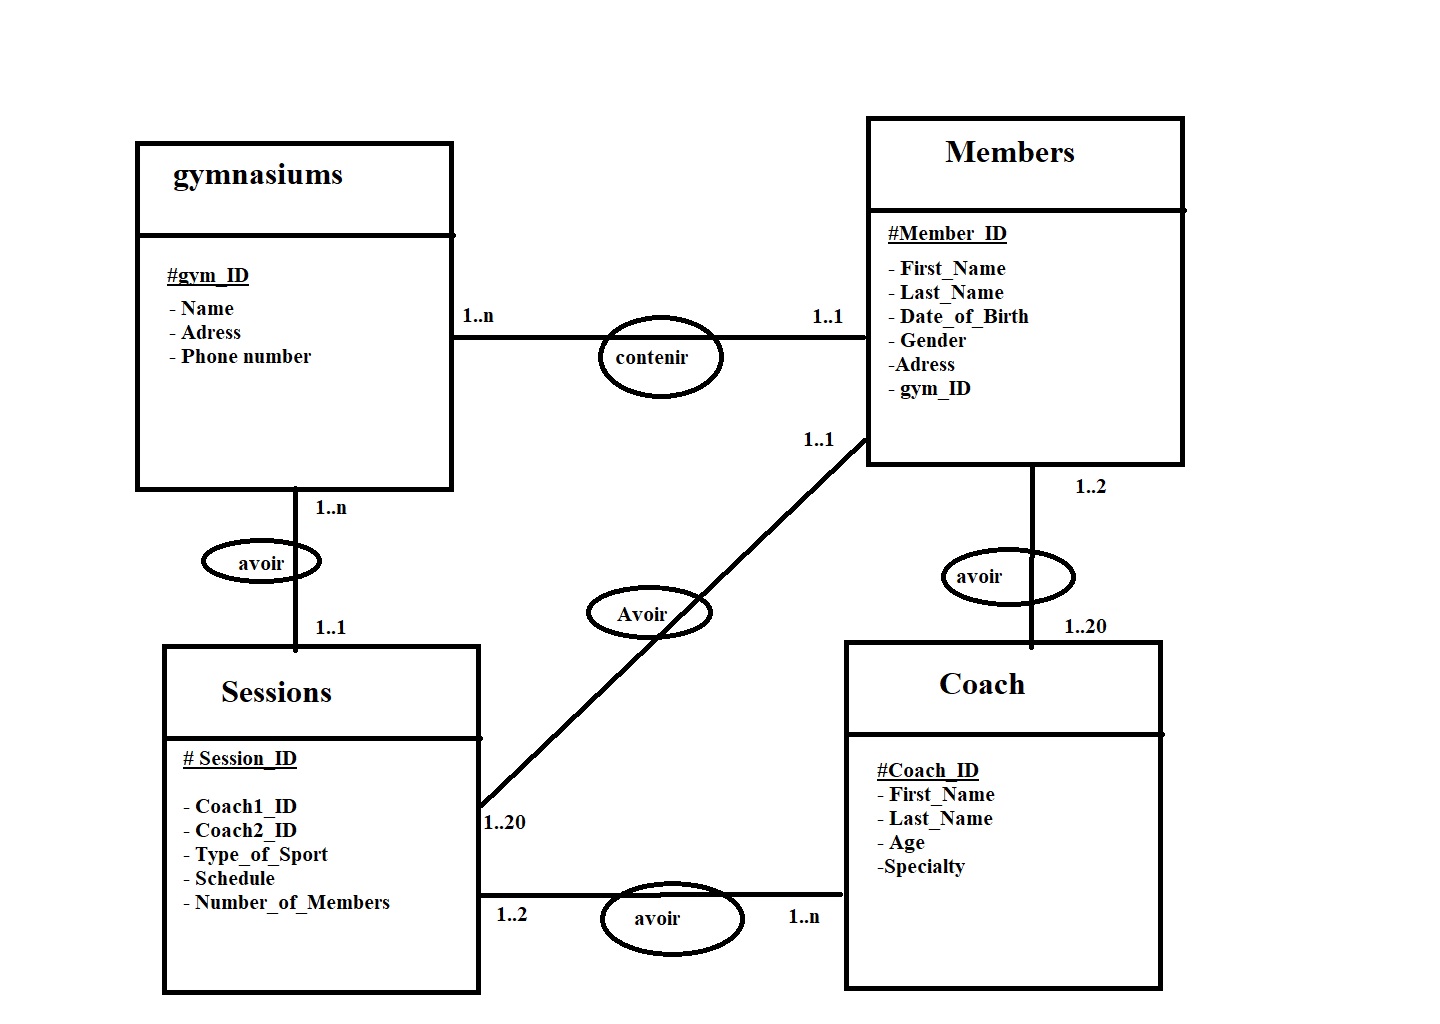 gymnasiums
#gym_ID
- Name
- Adress
- Phone number
1..n
contenir
1..1
Members
#Member_ID
- First_Name
- Last_Name
- Date_of_Birth
- Gender
-Adress
- gym_ID
1..n
avoir
1..1
1..1
Avoir
1..20
1..2
avoir
1..20
Sessions
# Session_ID
- Coach1_ID
- Coach2_ID
- Type_of_Sport
- Schedule
- Number_of_Members
1..2
avoir
1..n
Coach
#Coach_ID
- First_Name
- Last_Name
- Age
-Specialty